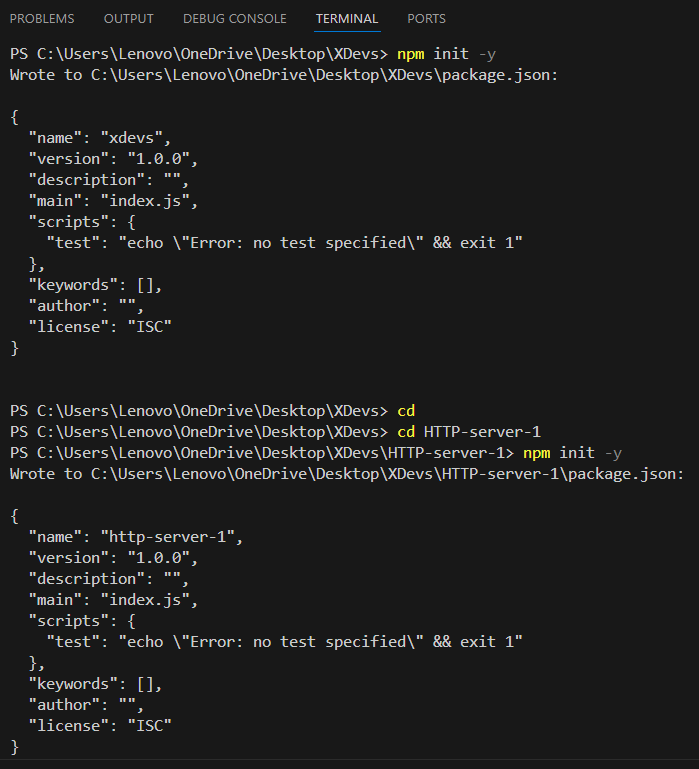 PROBLEMS OUTPUT DEBUG CONSOLE TERMINAL PORTS
PS C:\Users\Lenovo\OneDrive\Desktop\XDevs> npm init -y
Wrote to C:\Users\Lenovo\OneDrive\Desktop\XDevs\package.json:

{
  "name": "xdevs",
  "version": "1.0.0",
  "description": "",
  "main": "index.js",
  "scripts": {
    "test": "echo \"Error: no test specified\" && exit 1"
  },
  "keywords": [],
  "author": "",
  "license": "ISC"
}


PS C:\Users\Lenovo\OneDrive\Desktop\XDevs> cd
PS C:\Users\Lenovo\OneDrive\Desktop\XDevs> cd HTTP-server-1
PS C:\Users\Lenovo\OneDrive\Desktop\XDevs\HTTP-server-1> npm init -y
Wrote to C:\Users\Lenovo\OneDrive\Desktop\XDevs\HTTP-server-1\package.json:

{
  "name": "http-server-1",
  "version": "1.0.0",
  "description": "",
  "main": "index.js",
  "scripts": {
    "test": "echo \"Error: no test specified\" && exit 1"
  },
  "keywords": [],
  "author": "",
  "license": "ISC"
}